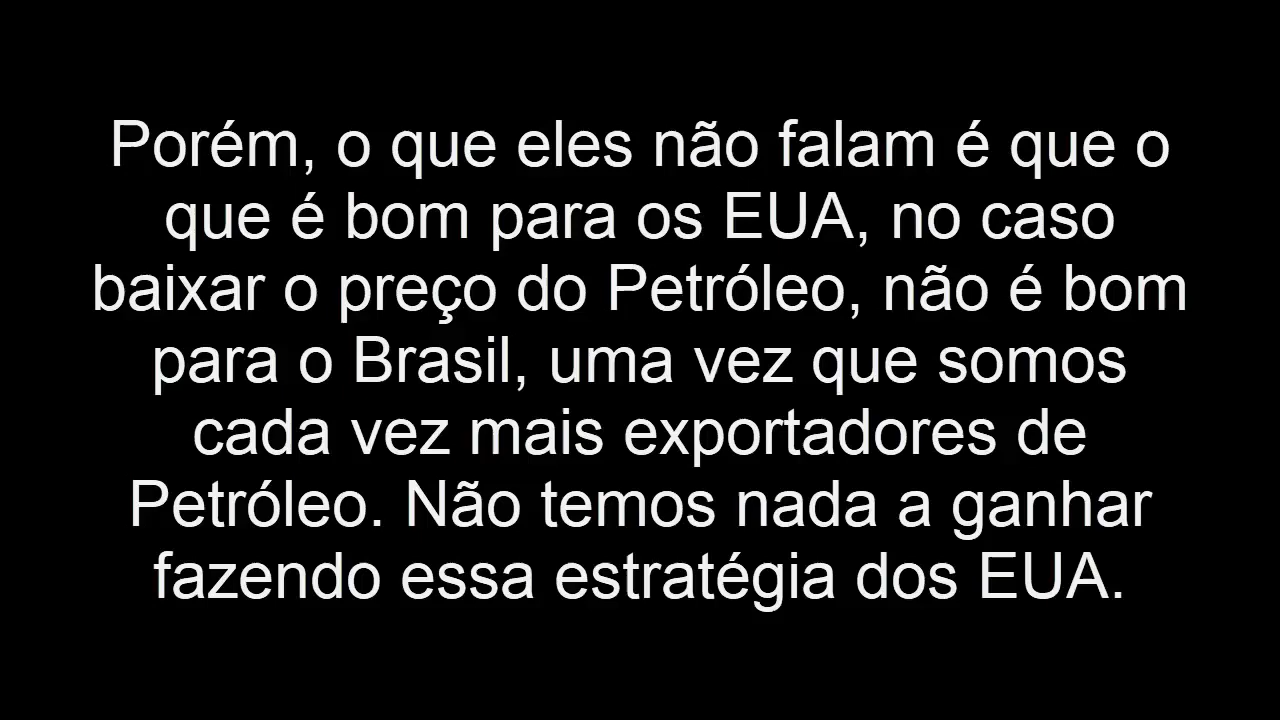 Porém, o que eles não falam é que o
que é bom para os EUA, no caso
baixar o preço do Petróleo, não é bom
para o Brasil, uma vez que somos
cada vez mais exportadores de
Petróleo. Não temos nada a ganhar
fazendo essa estratégia dos EUA.